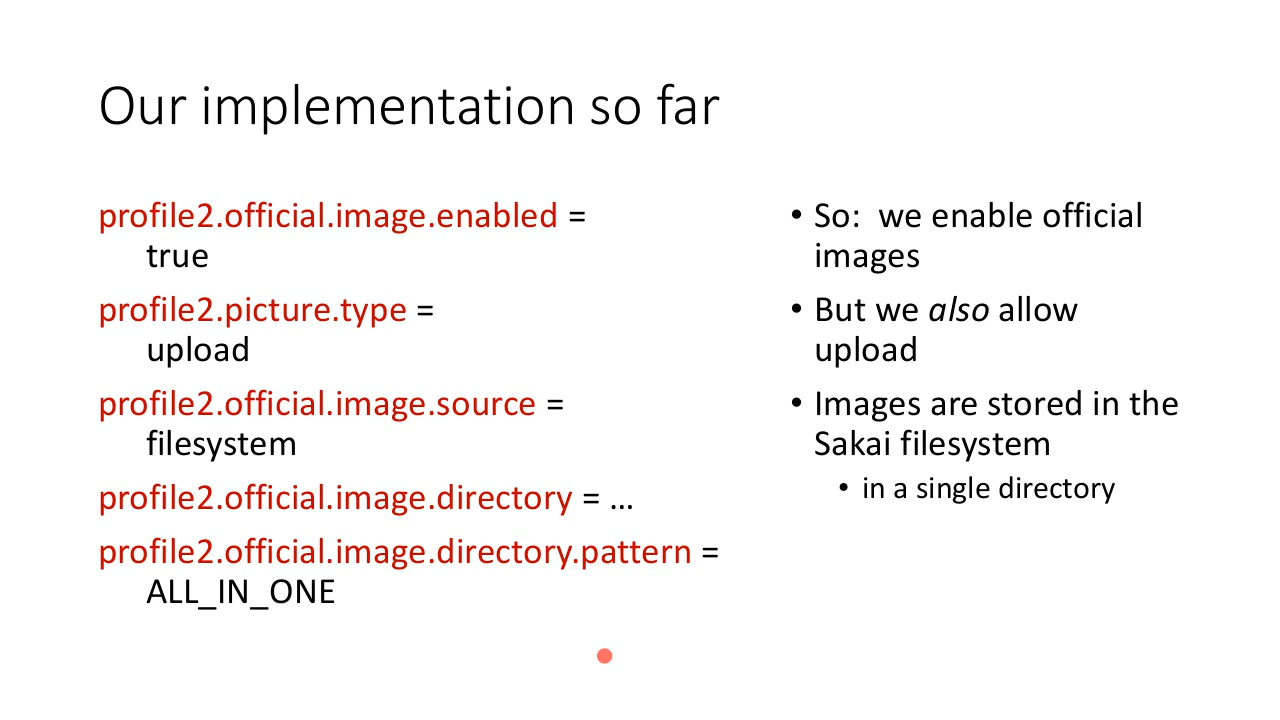 Our implementation so far
profile2.official.image.enabled =
true
profile2.picture.type =
upload
profile2.official.image.source =
filesystem
profile2.official.image.directory = …
profile2.official.image.directory.pattern =
ALL_IN_ONE
• So:  we enable official
images
• But we also allow
upload
• Images are stored in the
Sakai filesystem
• in a single directory